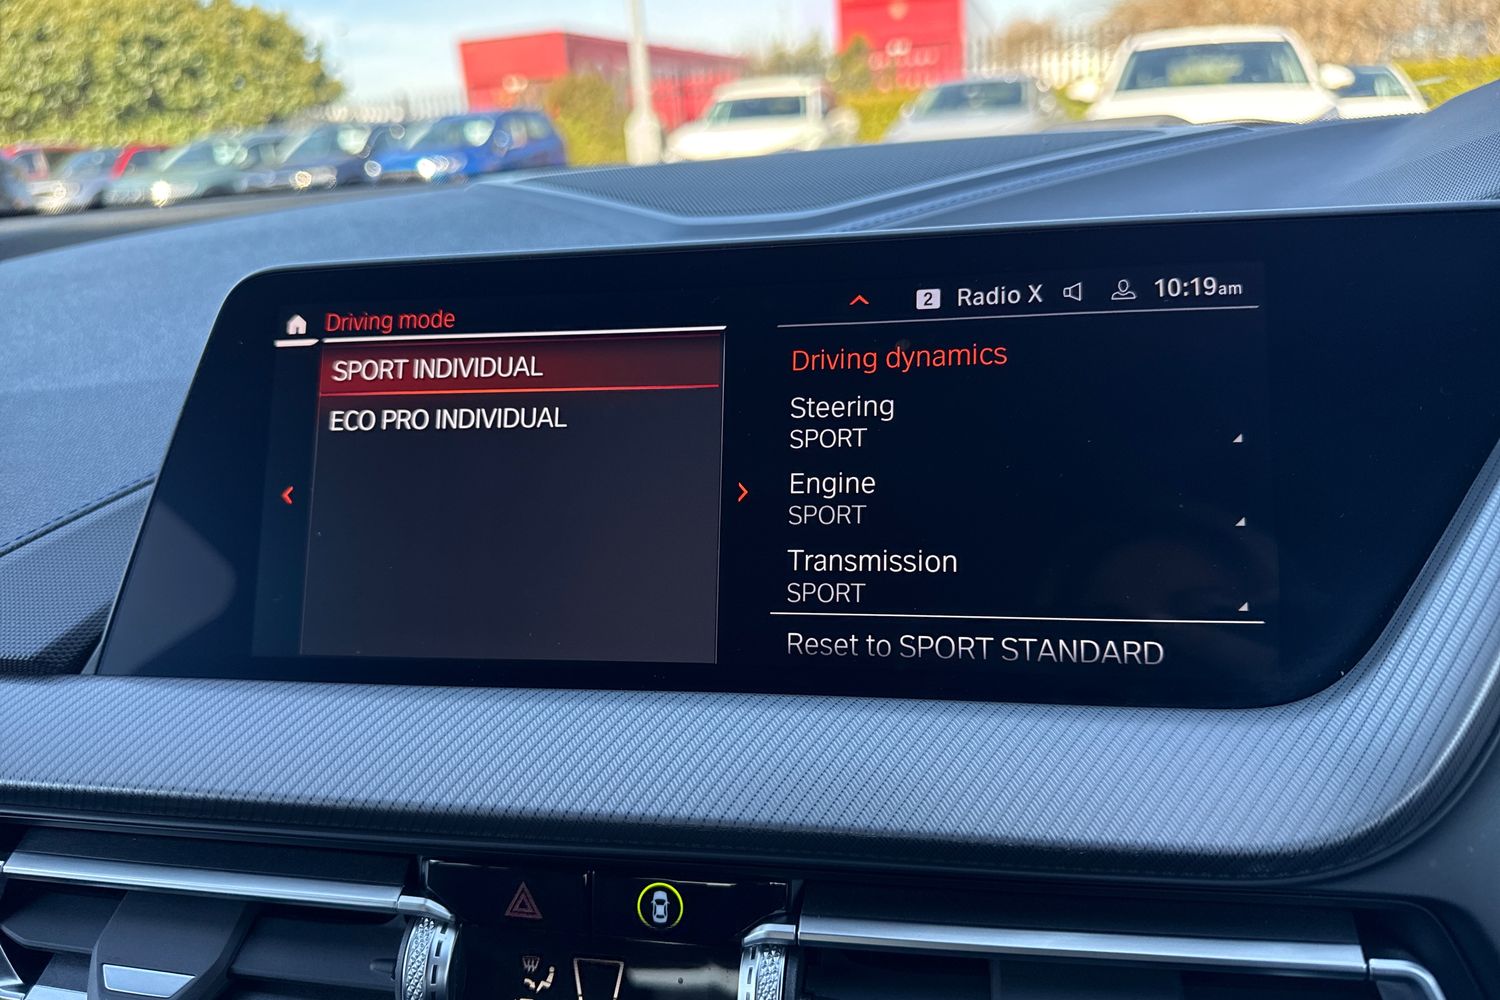 2 Radio X 10:19am
Driving mode
SPORT INDIVIDUAL
ECO PRO INDIVIDUAL
Driving dynamics
Steering
SPORT
Engine
SPORT
Transmission
SPORT
Reset to SPORT STANDARD